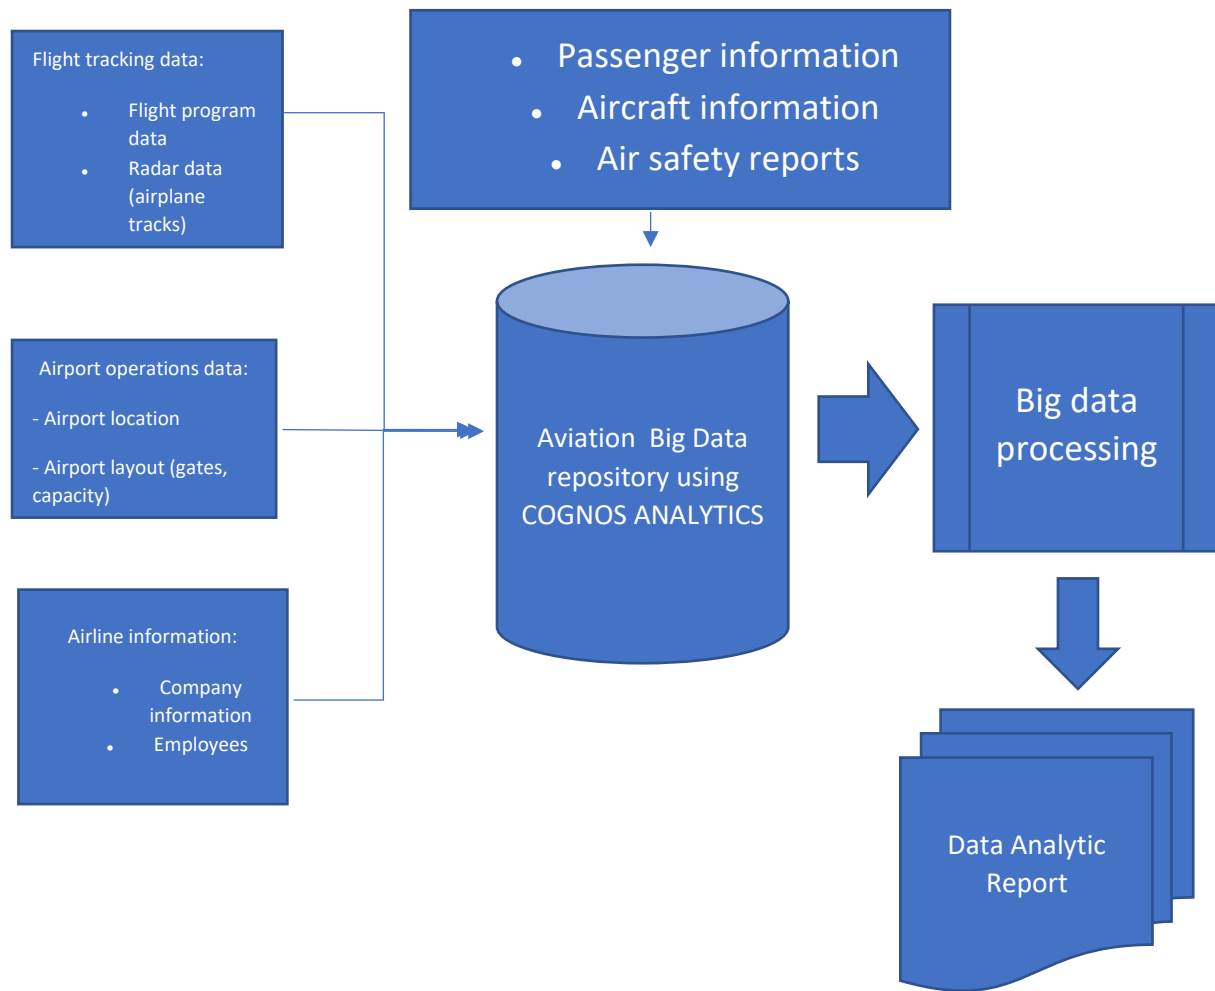 Flight tracking data:
• Flight program
data
• Radar data
(airplane
tracks)
• Passenger information
• Aircraft information
• Air safety reports
Airport operations data:
- Airport location
- Airport layout (gates,
capacity)
Airline information:
• Company
information
• Employees
Aviation Big Data
repository using
COGNOS ANALYTICS
Big data
processing
Data Analytic
Report